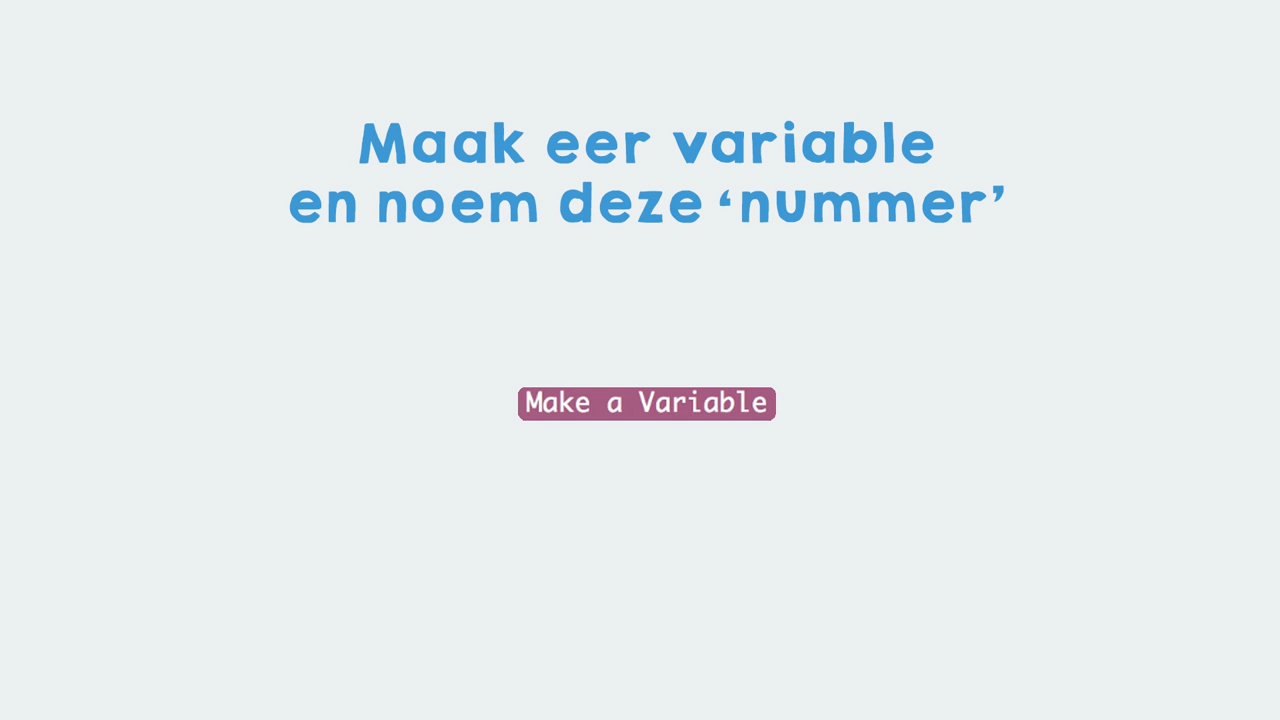 Maak eer variable
en noem deze ‘nummer’
Make a Variable